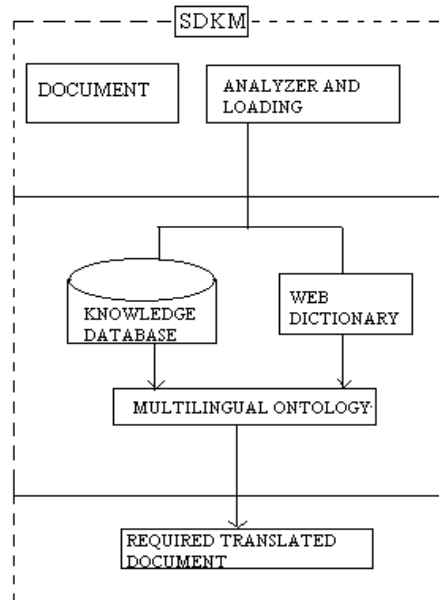 SDKM
DOCUMENT
ANALYZER AND
LOADING
KNOWLEDGE
DATABASE
WEB
DICTIONARY
MULTILINGUAL ONTOLOGY
REQUIRED TRANSLATED
DOCUMENT